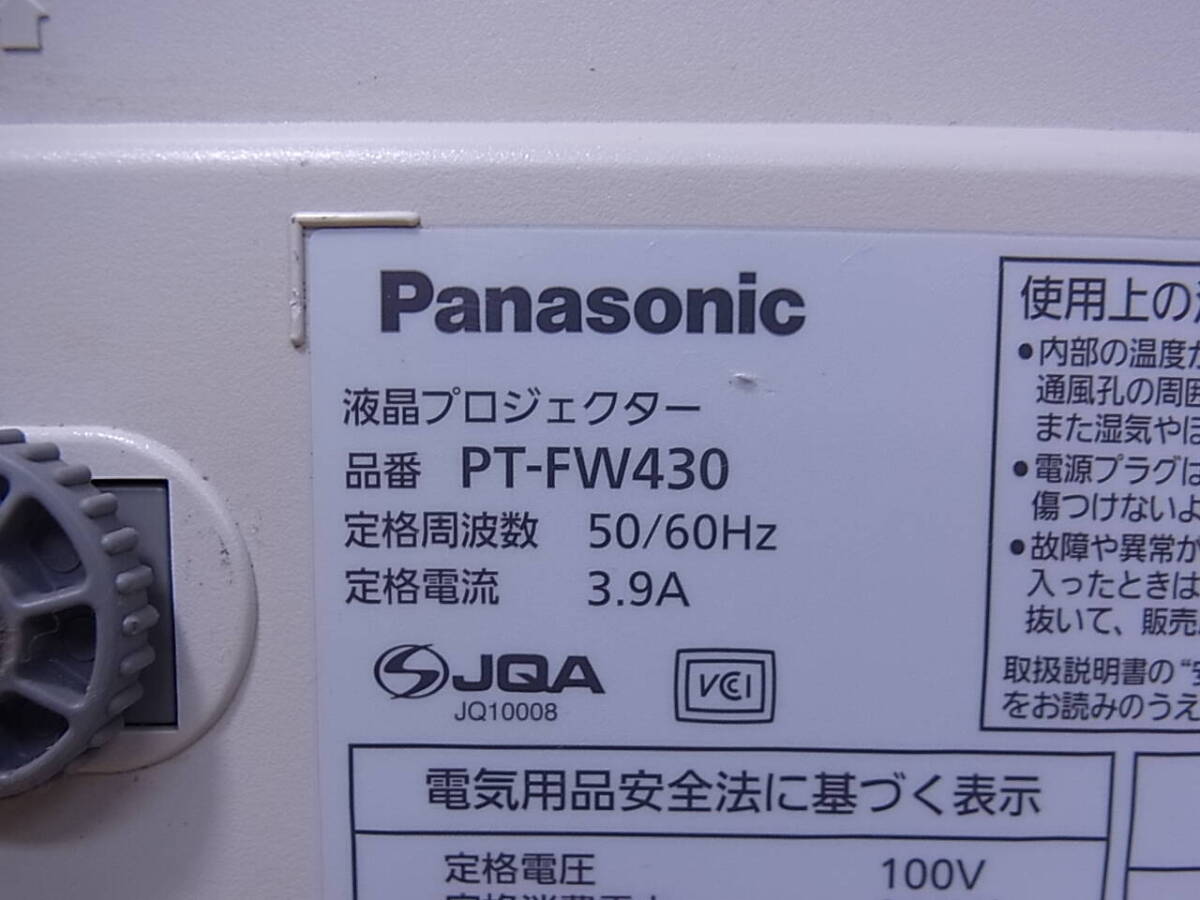 Panasonic
液晶プロジェクター
品番 PT-FW430
定格周波数 50/60Hz
定格電流 3.9A
JQA
JQ10008
VCCI
使用上の
•内部の温度
通風孔の周囲
また湿気や
•電源プラグは
傷つけない
•故障や異常が
入ったときは
抜いて、販売
取扱説明書の“
をお読みのうえ
電気用品安全法に基づく表示
定格電圧 100V